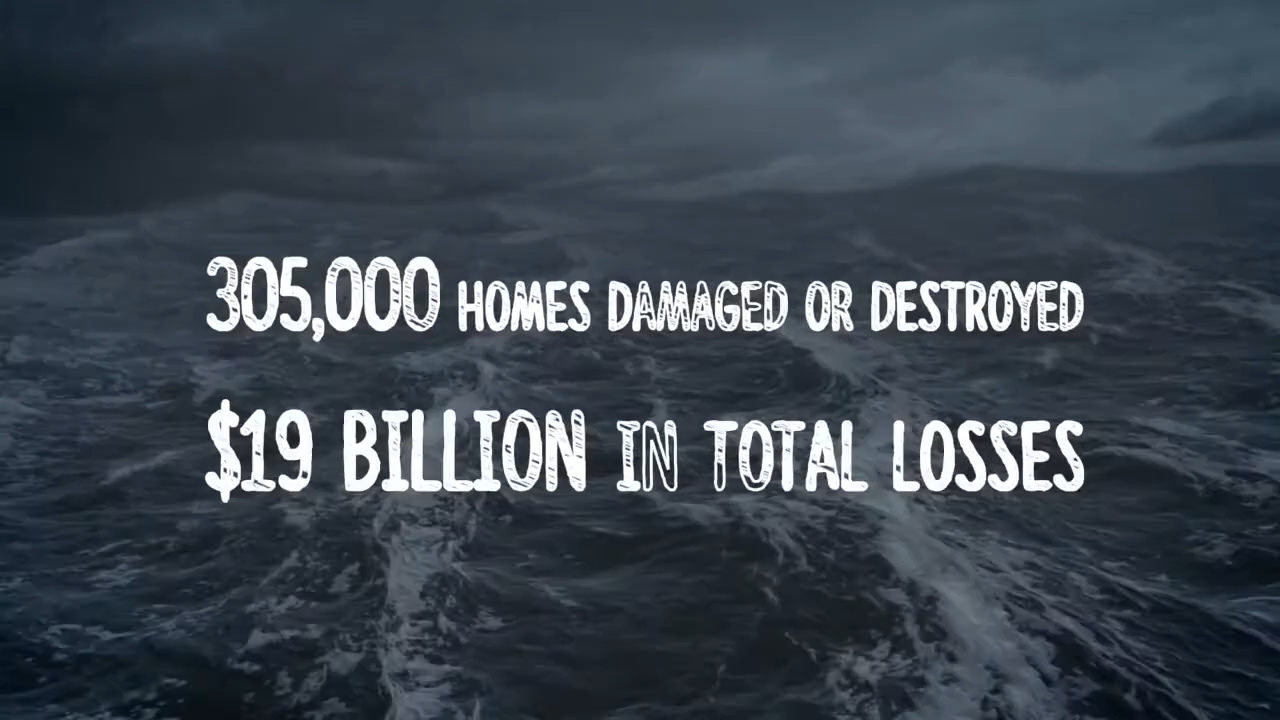 305,000 HOMES DAMAGED OR DESTROYED
$19 BILLION IN TOTAL LOSSES